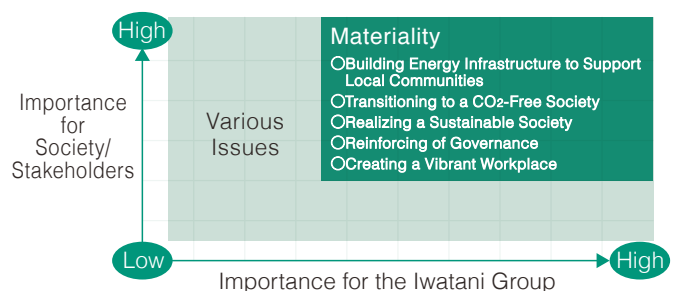 High
Importance
for
Society/
Stakeholders
Various
Issues
Materiality
○Building Energy Infrastructure to Support
Local Communities
○Transitioning to a CO₂-Free Society
○Realizing a Sustainable Society
○Reinforcing of Governance
○Creating a Vibrant Workplace
Low
High
Importance for the Iwatani Group